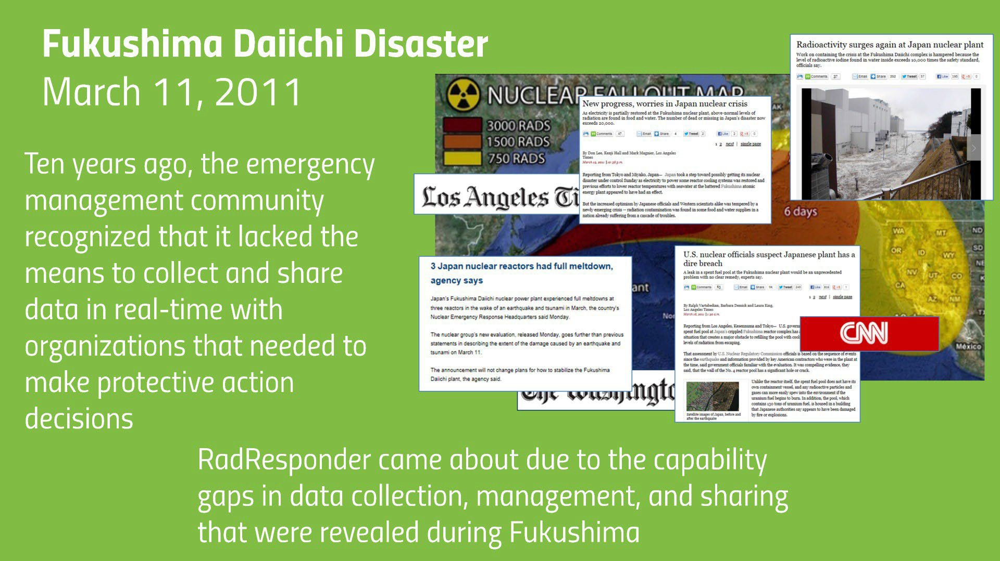 Fukushima Daiichi Disaster
March 11, 2011
Ten years ago, the emergency
management community
recognized that it lacked the
means to collect and share
data in real-time with
organizations that needed to
make protective action
decisions
RadResponder came about due to the capability
gaps in data collection, management, and sharing
that were revealed during Fukushima
NUCLEAR FALLOUT MAP
3000 RADS
1500 RADS
750 RADS
AK
6 days
WA
MT
ND
OR
ID
WY
SD
NE
NV
UT
CO
K
CA
AZ
NM
México
ant
Nor
Los Angeles Ti
New progress, worries in Japan nuclear crisis
As electricity is partially restored at the Fukushima nuclear plant, above-normal levels of
radiation are found in food and water. The number of dead or missing in Japan's disaster now
exceeds 20,000.
Comments 17 Email Share 4 Tweet 2 Like 2 +1 0
1 2 next | single page
By Don Lee, Kenji Hall and Mark Magnier, Los Angeles
Times
March 19, 2011 | 10:38 p.m.
Reporting from Tokyo and Miyako, Japan— Japan took a step toward possibly getting its nuclear
disaster under control Sunday as electricity to power some reactor cooling systems was restored and
previous efforts to lower reactor temperatures with seawater at the battered Fukushima atomic
energy plant appeared to have had an effect.
But the increased optimism by Japanese officials and Western scientists alike was tempered by a
newly emerging crisis -- radiation contamination was found in some food and water supplies in a
nation already suffering from a cascade of troubles.
Radioactivity surges again at Japan nuclear plant
Work on containing the crisis at the Fukushima Daiichi complex is hampered because the
level of radioactive iodine found in water inside exceeds 10,000 times the safety standard,
officials say.
Comments 37 Email Share 252 Tweet 57 Like 195 +1 0
3 Japan nuclear reactors had full meltdown,
agency says
Japan's Fukushima Daiichi nuclear power plant experienced full meltdowns at
three reactors in the wake of an earthquake and tsunami in March, the country's
Nuclear Emergency Response Headquarters said Monday.
The nuclear group's new evaluation, released Monday, goes further than previous
statements in describing the extent of the damage caused by an earthquake and
tsunami on March 11.
The announcement will not change plans for how to stabilize the Fukushima
Daiichi plant, the agency said.
The Washingto
U.S. nuclear officials suspect Japanese plant has a
dire breach
A leak in a spent fuel pool at the Fukushima nuclear plant would be an unprecedented
problem with no clear remedy, experts say.
Comments 63 Email Share 1K Tweet 248 Like 816 +1 1
1 2 next | single page
By Ralph Vartabedian, Barbara Demick and Laura King,
Los Angeles Times
March 18, 2011 | 1:20 a.m.
Reporting from Los Angeles, Kesennuma and Tokyo— U.S. govern
spent fuel pool at Japan's crippled Fukushima reactor complex has
situation that creates a major obstacle to refilling the pool with cool
levels of radiation from escaping.
That assessment by U.S. Nuclear Regulatory Commission officials is based on the sequence of events
since the earthquake and information provided by key American contractors who were in the plant at
the time, said government officials familiar with the evaluation. It was compelling evidence, they
said, that the wall of the No. 4 reactor pool has a significant hole or crack.
Unlike the reactor itself, the spent fuel pool does not have its
own containment vessel, and any radioactive particles and
gases can more easily spew into the environment if the
uranium fuel begins to burn. In addition, the pool, which
contains 130 tons of uranium fuel, is housed in a building
that Japanese authorities say appears to have been damaged
by fire or explosions.
Satellite images of Japan, before and
after the earthquake
CNN